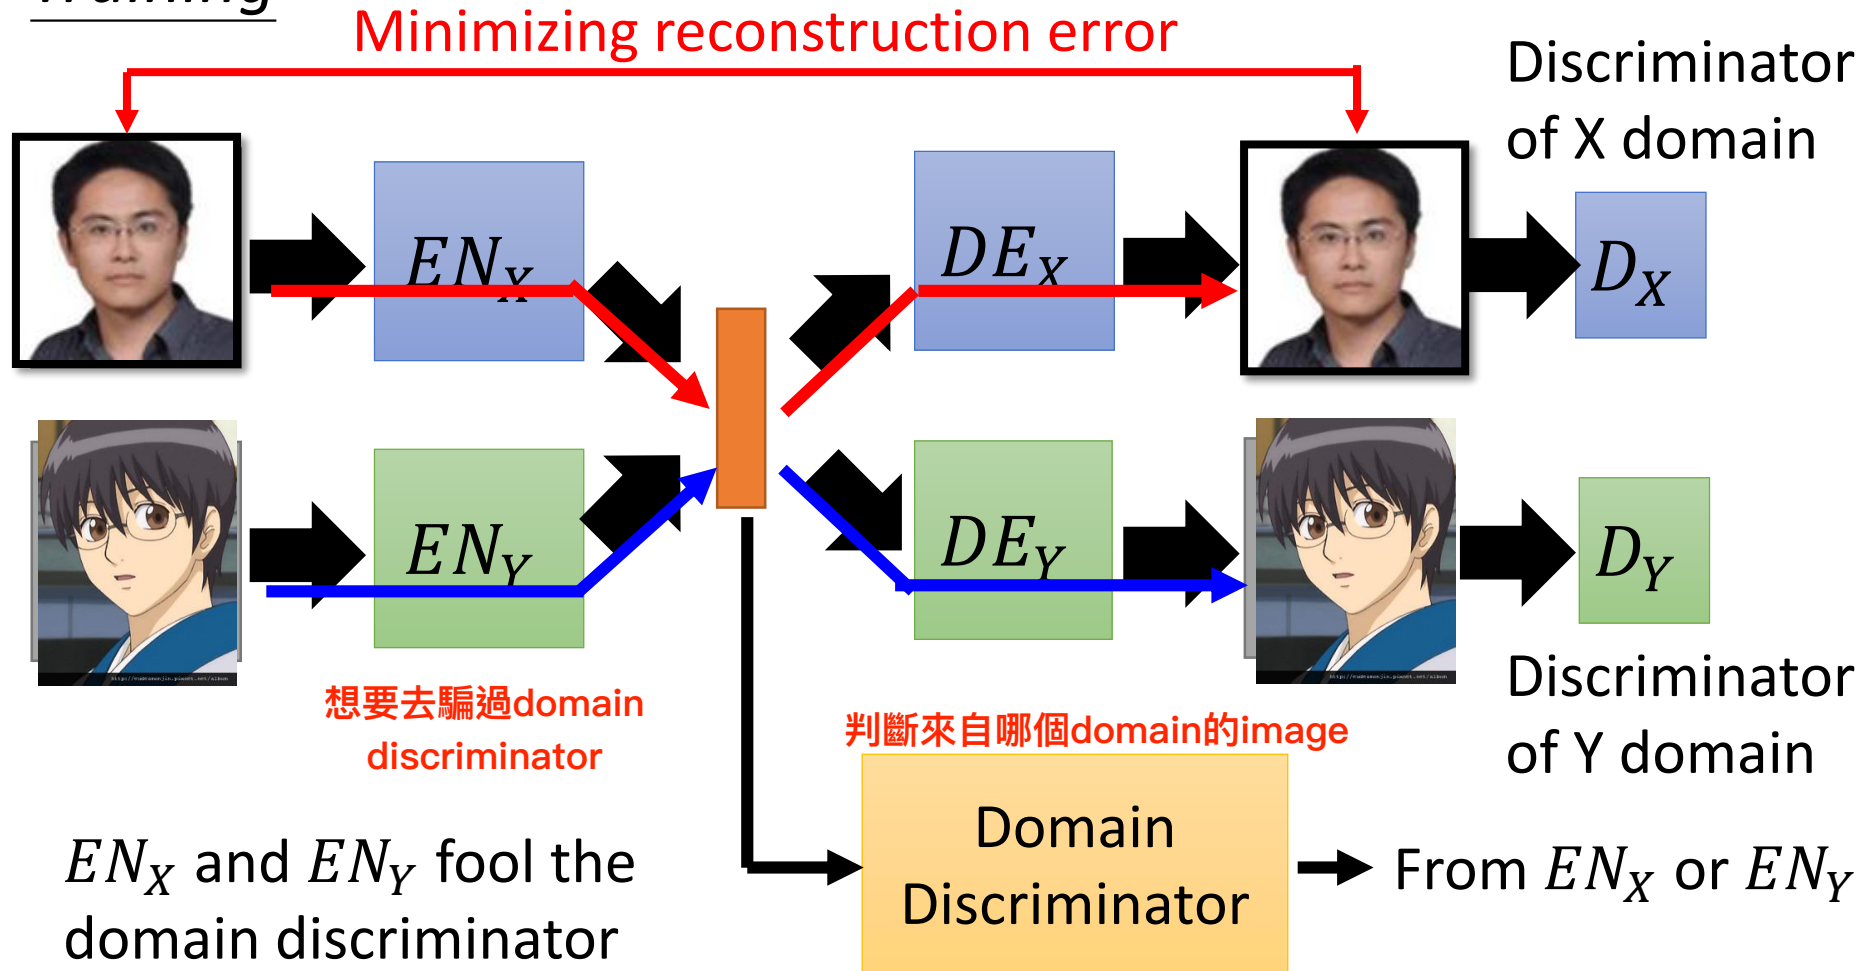 Training
Minimizing reconstruction error
Discriminator
of X domain
EN_X
DE_X
D_X
EN_Y
DE_Y
D_Y
想要去騙過domain
discriminator
判斷來自哪個domain的image
Discriminator
of Y domain
EN_X and EN_Y fool the
domain discriminator
Domain
Discriminator
From EN_X or EN_Y